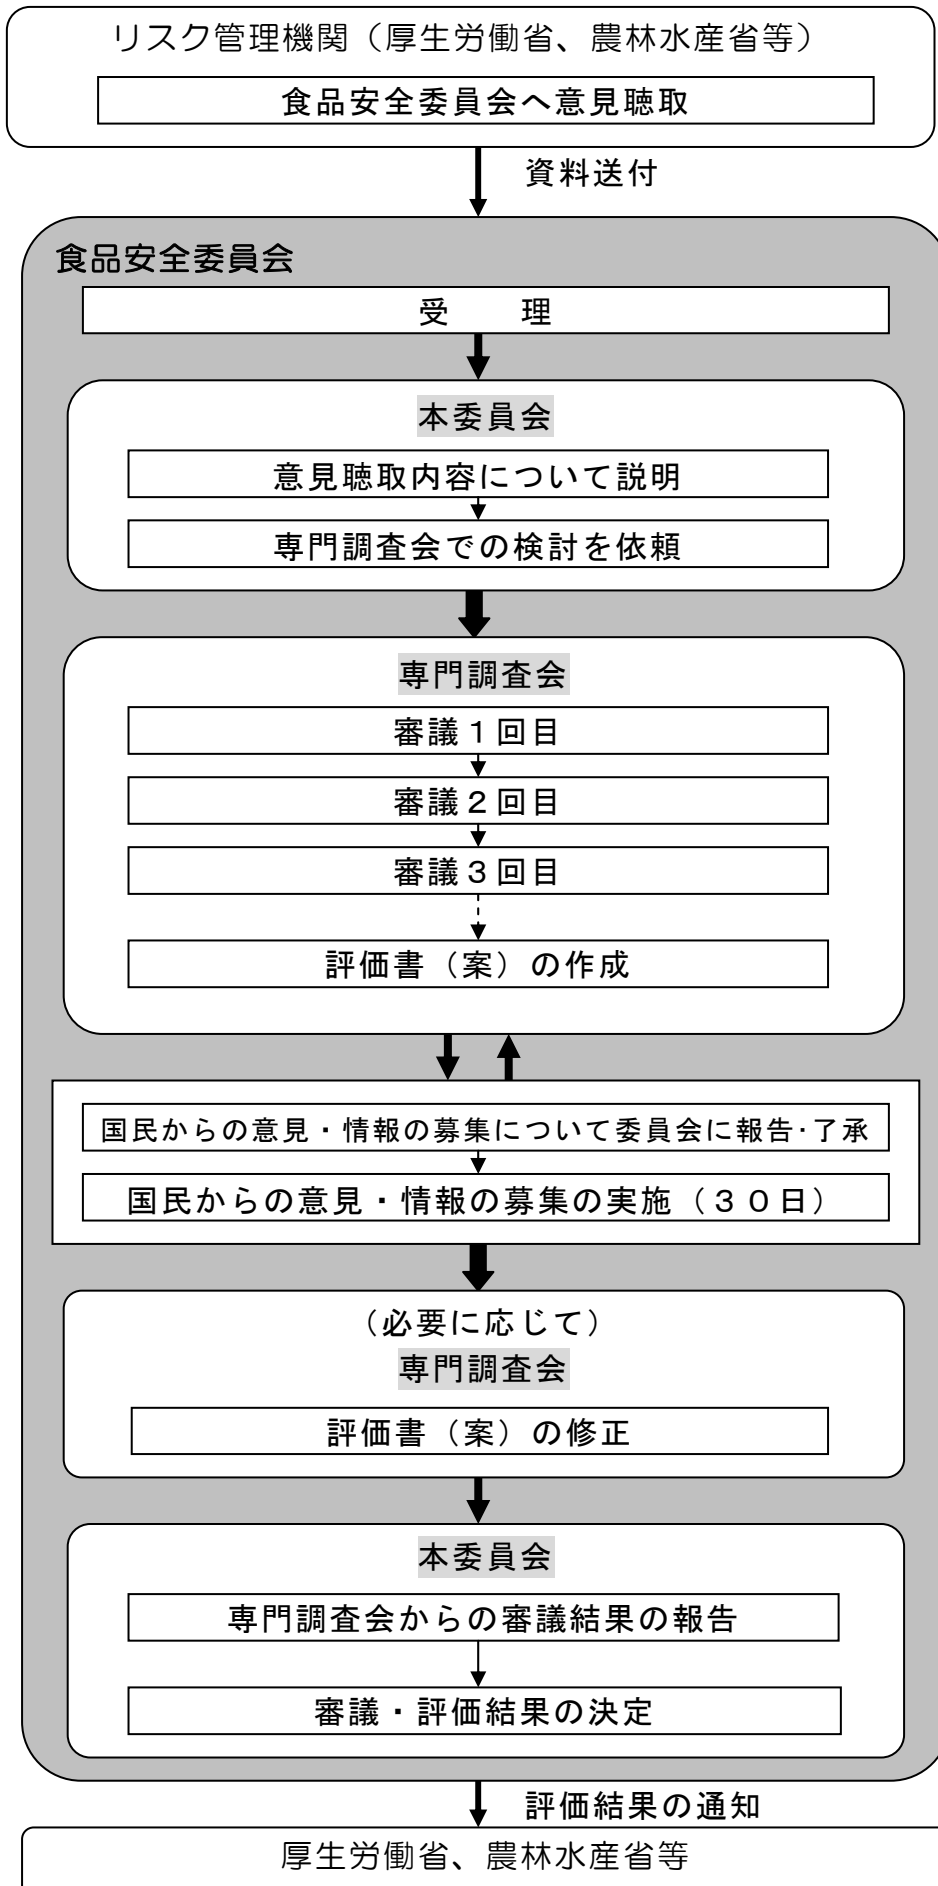 リスク管理機関（厚生労働省、農林水産省等）
食品安全委員会へ意見聴取
資料送付
食品安全委員会
受　　理
本委員会
意見聴取内容について説明
専門調査会での検討を依頼
専門調査会
審議１回目
審議２回目
審議３回目
評価書（案）の作成
国民からの意見・情報の募集について委員会に報告･了承
国民からの意見・情報の募集の実施（３０日）
（必要に応じて）
専門調査会
評価書（案）の修正
本委員会
専門調査会からの審議結果の報告
審議・評価結果の決定
評価結果の通知
厚生労働省、農林水産省等